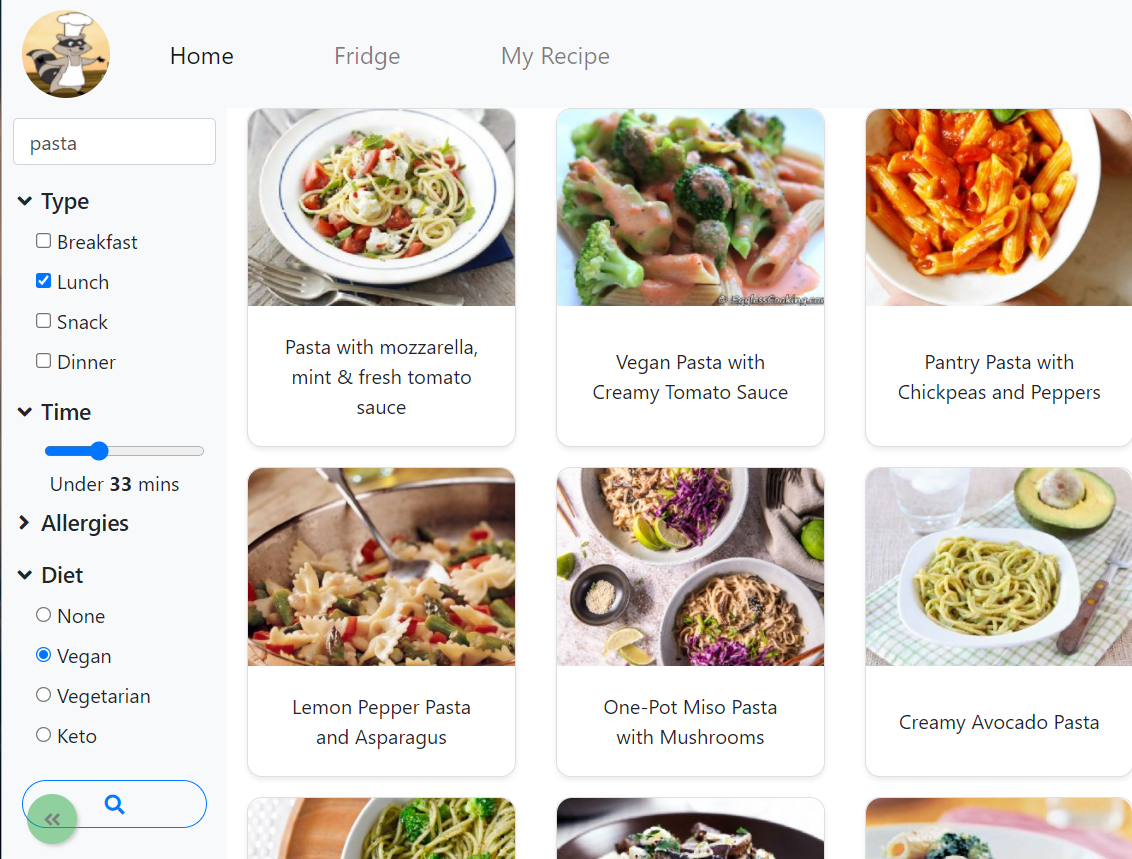 Home
Fridge
My Recipe
pasta
Type
Breakfast
Lunch
Snack
Dinner
Time
Under 33 mins
Allergies
Diet
None
Vegan
Vegetarian
Keto
Pasta with mozzarella,
mint & fresh tomato
sauce
© EgglessCooking.com
Vegan Pasta with
Creamy Tomato Sauce
Pantry Pasta with
Chickpeas and Peppers
Lemon Pepper Pasta
and Asparagus
One-Pot Miso Pasta
with Mushrooms
Creamy Avocado Pasta